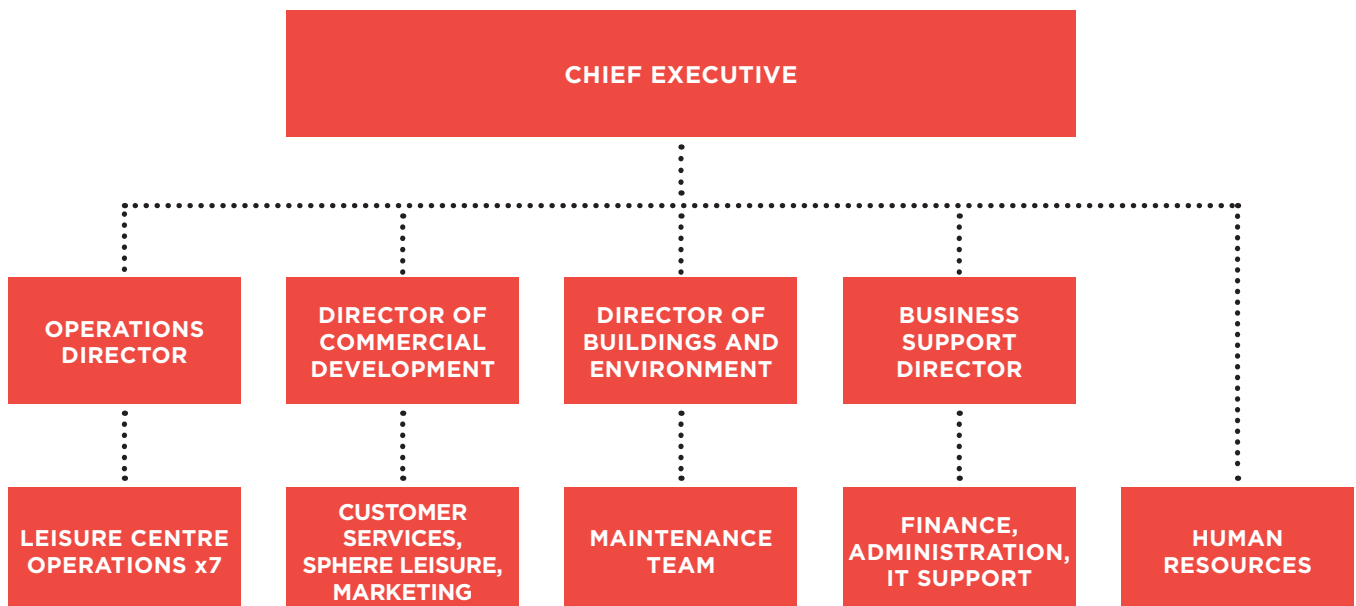 CHIEF EXECUTIVE
OPERATIONS
DIRECTOR
DIRECTOR OF
COMMERCIAL
DEVELOPMENT
DIRECTOR OF
BUILDINGS AND
ENVIRONMENT
BUSINESS
SUPPORT
DIRECTOR
LEISURE CENTRE
OPERATIONS x7
CUSTOMER
SERVICES,
SPHERE LEISURE,
MARKETING
MAINTENANCE
TEAM
FINANCE,
ADMINISTRATION,
IT SUPPORT
HUMAN
RESOURCES